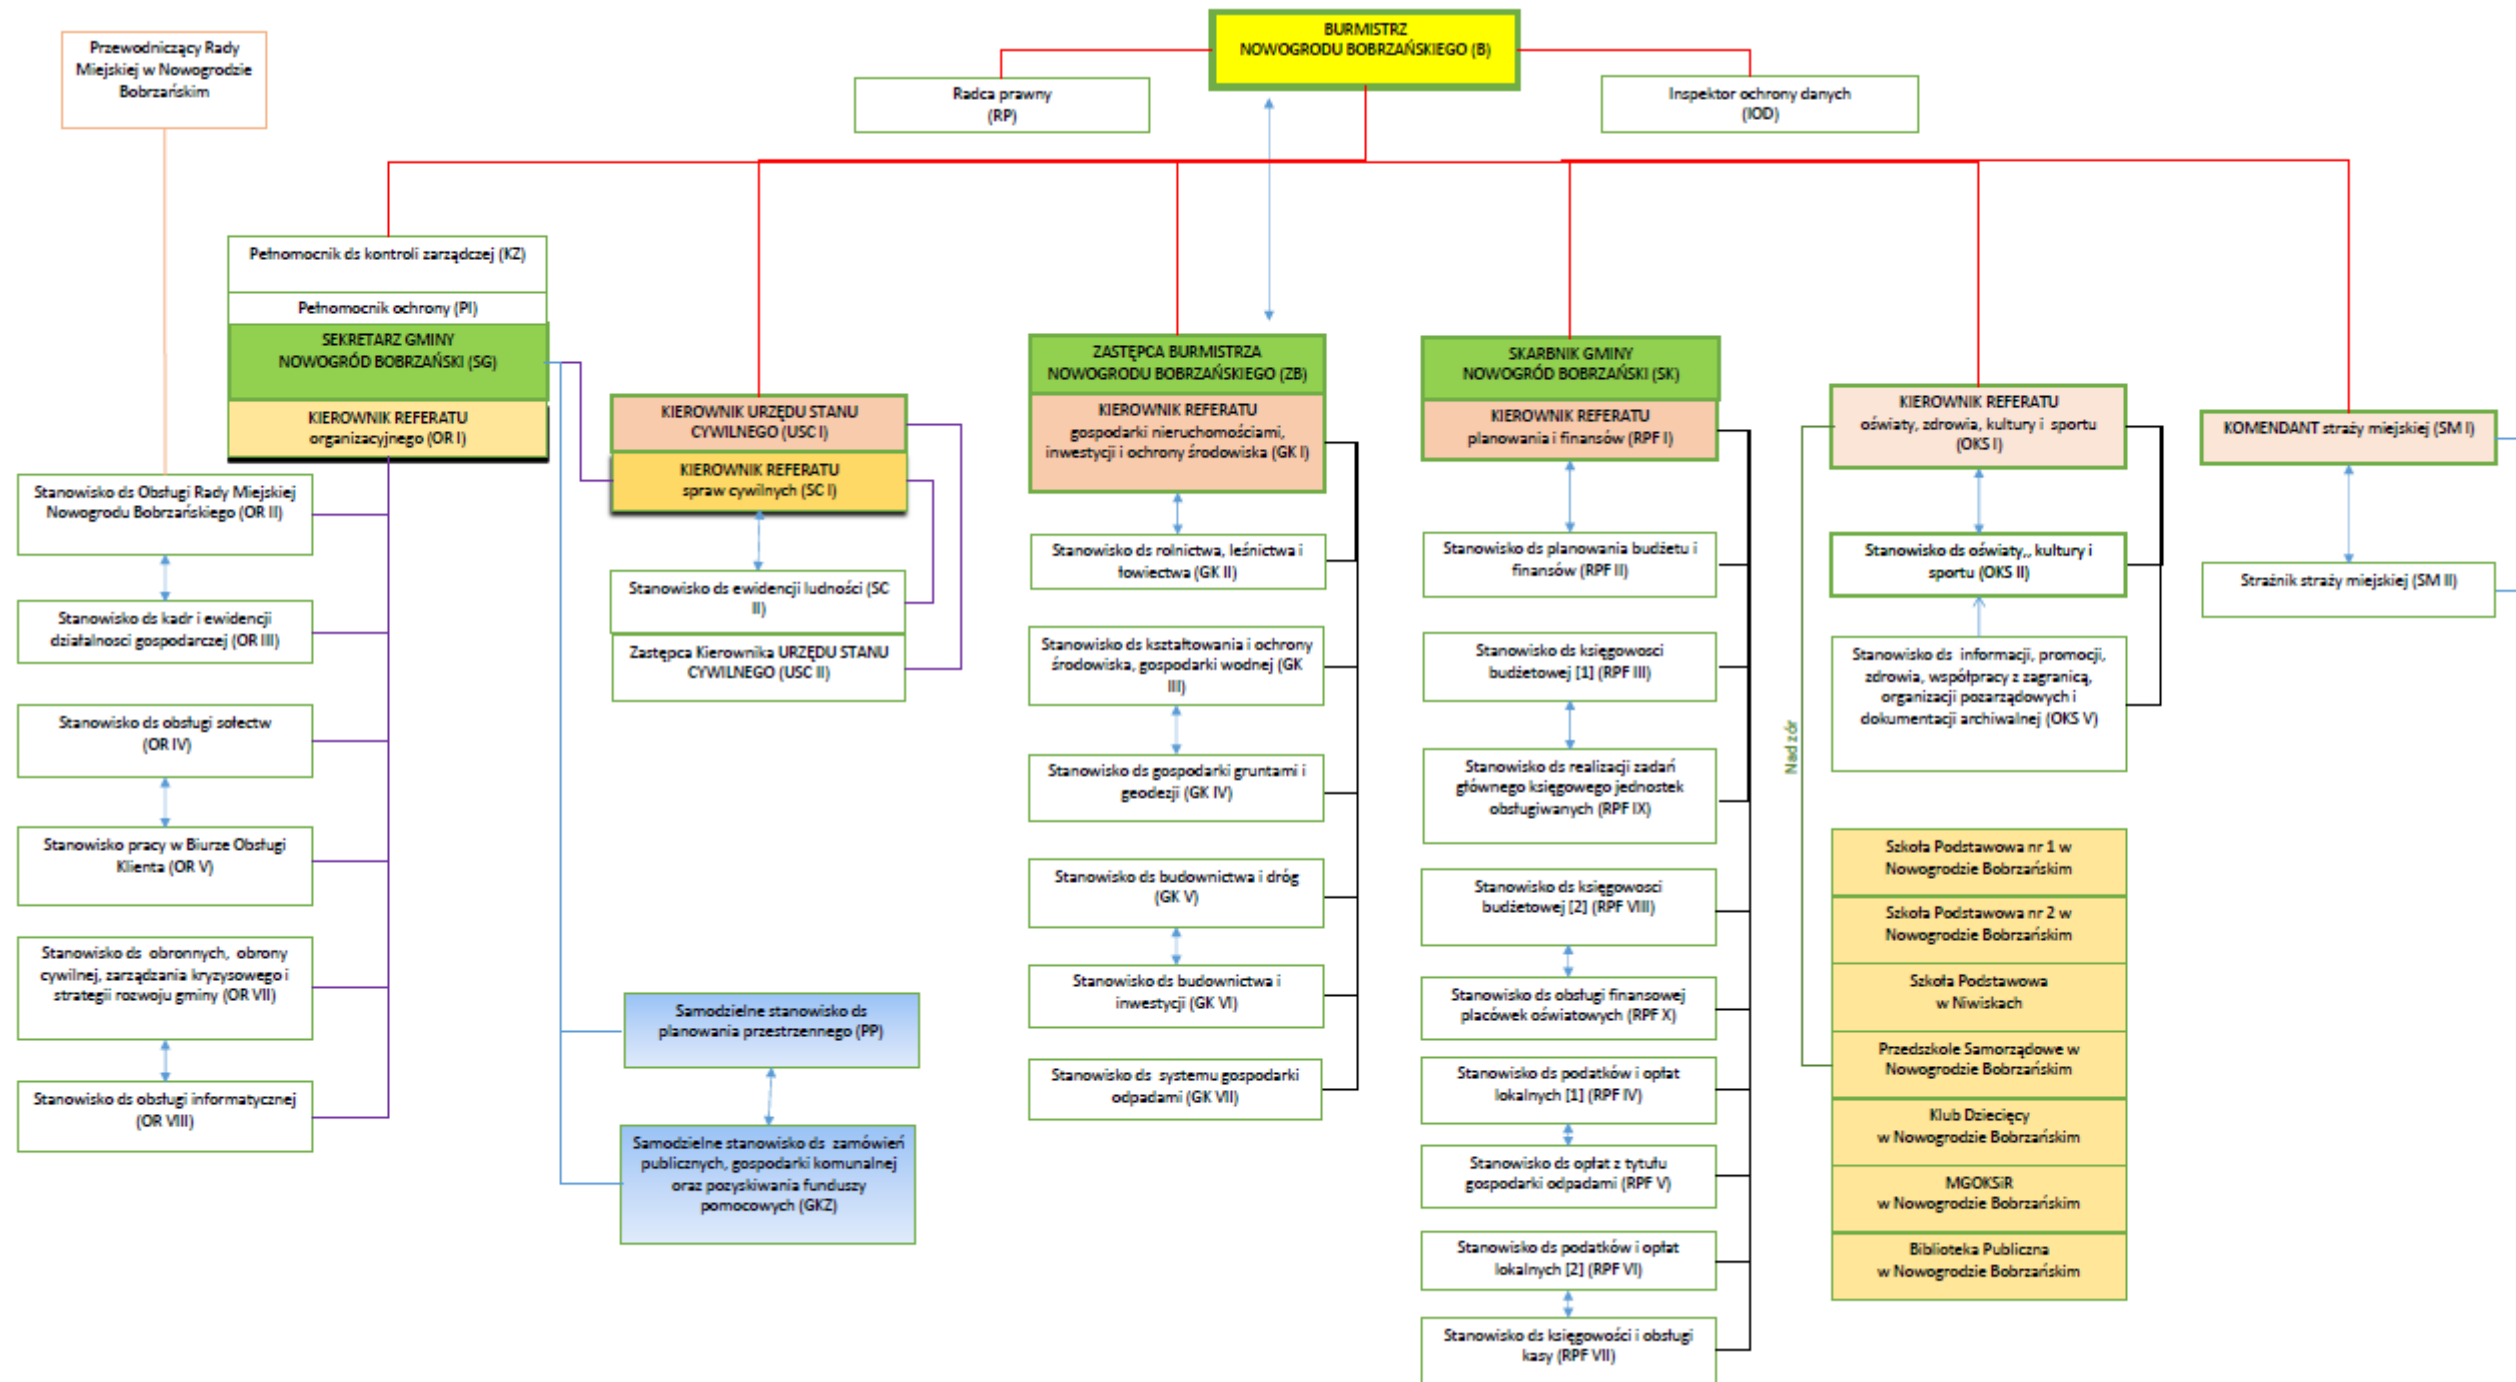 BURMISTRZ
NOWOGRODU BOBRZAŃSKIEGO (B)
Przewodniczący Rady
Miejskiej w Nowogrodzie
Bobrzańskim
Radca prawny
(RP)
Inspektor ochrony danych
(IOD)
Pełnomocnik ds kontroli zarządczej (KZ)
Pełnomocnik ochrony (PI)
SEKRETARZ GMINY
NOWOGRÓD BOBRZAŃSKI (SG)
KIEROWNIK REFERATU
organizacyjnego (OR I)
Stanowisko ds Obsługi Rady Miejskiej
Nowogrodu Bobrzańskiego (OR II)
Stanowisko ds kadr i ewidencji
działalnosci gospodarczej (OR III)
Stanowisko ds obsługi sołectw
(OR IV)
Stanowisko pracy w Biurze Obsługi
Klienta (OR V)
Stanowisko ds obronnych, obrony
cywilnej, zarządzania kryzysowego i
strategii rozwoju gminy (OR VII)
Stanowisko ds obsługi informatycznej
(OR VIII)
KIEROWNIK URZĘDU STANU
CYWILNEGO (USC I)
KIEROWNIK REFERATU
spraw cywilnych (SC I)
Stanowisko ds ewidencji ludności (SC
II)
Zastępca Kierownika URZĘDU STANU
CYWILNEGO (USC II)
Samodzielne stanowisko ds
planowania przestrzennego (PP)
Samodzielne stanowisko ds zamówień
publicznych, gospodarki komunalnej
oraz pozyskiwania funduszy
pomocowych (GKZ)
ZASTĘPCA BURMISTRZA
NOWOGRODU BOBRZAŃSKIEGO (ZB)
KIEROWNIK REFERATU
gospodarki nieruchomościami,
inwestycji i ochrony środowiska (GK I)
Stanowisko ds rolnictwa, leśnictwa i
łowiectwa (GK II)
Stanowisko ds kształtowania i ochrony
środowiska, gospodarki wodnej (GK
III)
Stanowisko ds gospodarki gruntami i
geodezji (GK IV)
Stanowisko ds budownictwa i dróg
(GK V)
Stanowisko ds budownictwa i
inwestycji (GK VI)
Stanowisko ds systemu gospodarki
odpadami (GK VII)
SKARBNIK GMINY
NOWOGRÓD BOBRZAŃSKI (SK)
KIEROWNIK REFERATU
planowania i finansów (RPF I)
Stanowisko ds planowania budżetu i
finansów (RPF II)
Stanowisko ds księgowosci
budżetowej [1] (RPF III)
Stanowisko ds realizacji zadań
głównego księgowego jednostek
obsługiwanych (RPF IX)
Stanowisko ds księgowosci
budżetowej [2] (RPF VIII)
Stanowisko ds obsługi finansowej
placówek oświatowych (RPF X)
Stanowisko ds podatków i opłat
lokalnych [1] (RPF IV)
Stanowisko ds opłat z tytułu
gospodarki odpadami (RPF V)
Stanowisko ds podatków i opłat
lokalnych [2] (RPF VI)
Stanowisko ds księgowości i obsługi
kasy (RPF VII)
KIEROWNIK REFERATU
oświaty, zdrowia, kultury i sportu
(OKS I)
Stanowisko ds oświaty,, kultury i
sportu (OKS II)
Stanowisko ds informacji, promocji,
zdrowia, współpracy z zagranicą,
organizacji pozarządowych i
dokumentacji archiwalnej (OKS V)
Nadzór
Szkoła Podstawowa nr 1 w
Nowogrodzie Bobrzańskim
Szkoła Podstawowa nr 2 w
Nowogrodzie Bobrzańskim
Szkoła Podstawowa
w Niwiskach
Przedszkole Samorządowe w
Nowogrodzie Bobrzańskim
Klub Dziecięcy
w Nowogrodzie Bobrzańskim
MGOKSiR
w Nowogrodzie Bobrzańskim
Biblioteka Publiczna
w Nowogrodzie Bobrzańskim
KOMENDANT straży miejskiej (SM I)
Strażnik straży miejskiej (SM II)